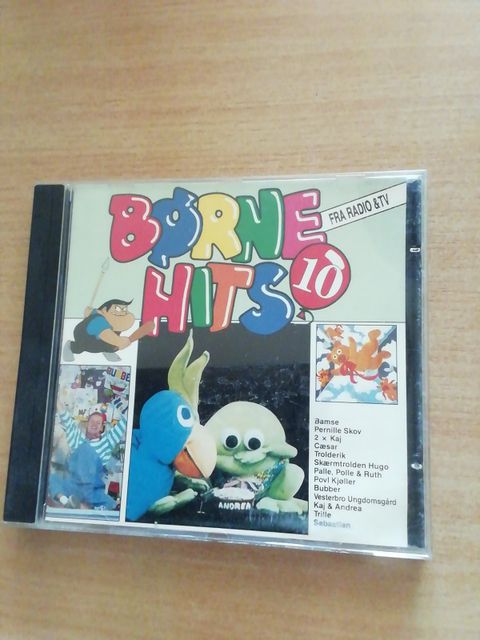 BØRNE
HITS
10
FRA RADIO & TV
Bamse
Pernille Skov
2 x Kaj
Cæsar
Trolderik
Skærmtrolden Hugo
Palle, Polle & Ruth
Povl Kjøller
Bubber
Vesterbro Ungdomsgård
Kaj & Andrea
Trille
Sebastian
ANDREA